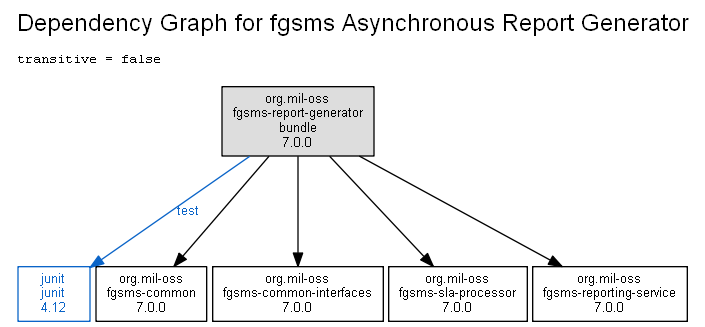 Dependency Graph for fgsms Asynchronous Report Generator
transitive = false
org.mil-oss
fgsms-report-generator
bundle
7.0.0
test
junit
junit
4.12
org.mil-oss
fgsms-common
7.0.0
org.mil-oss
fgsms-common-interfaces
7.0.0
org.mil-oss
fgsms-sla-processor
7.0.0
org.mil-oss
fgsms-reporting-service
7.0.0